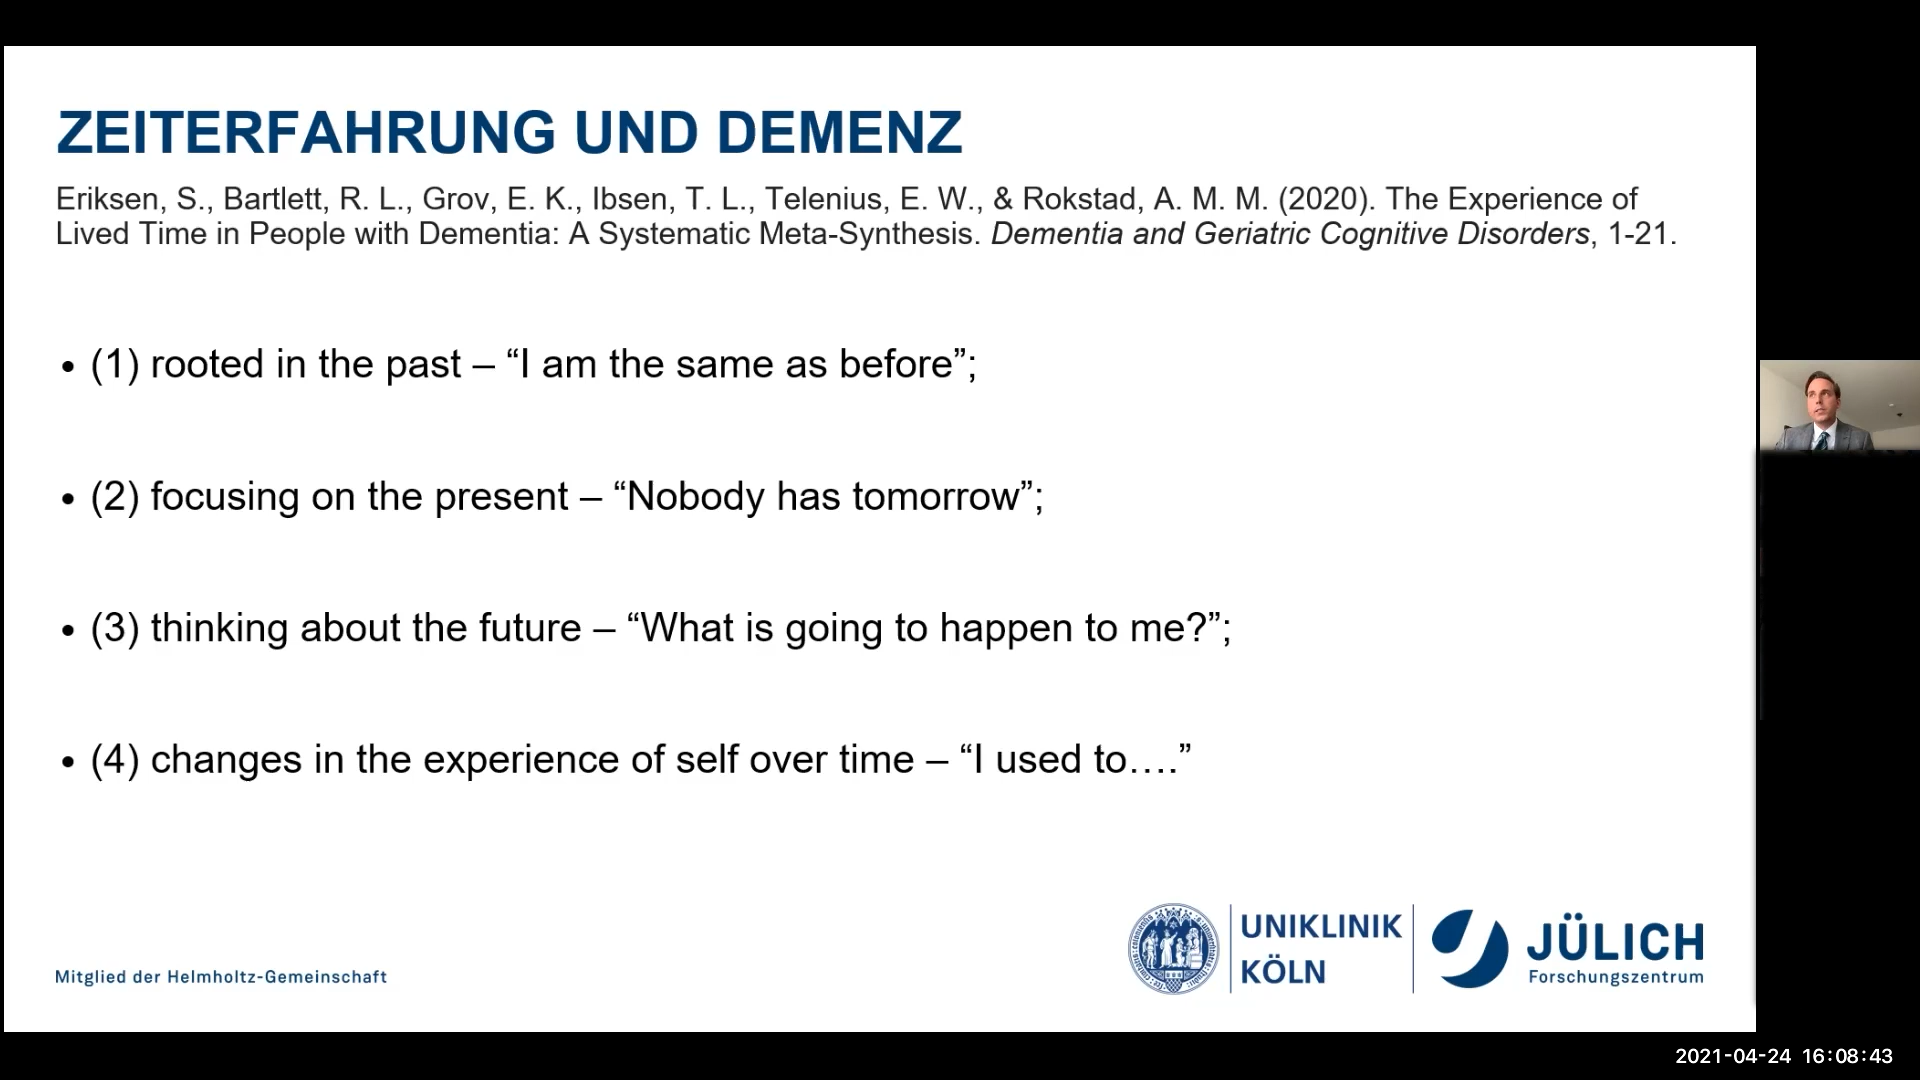 ZEITERFAHRUNG UND DEMENZ
Eriksen, S., Bartlett, R. L., Grov, E. K., Ibsen, T. L., Telenius, E. W., & Rokstad, A. M. M. (2020). The Experience of
Lived Time in People with Dementia: A Systematic Meta-Synthesis. Dementia and Geriatric Cognitive Disorders, 1-21.
• (1) rooted in the past – “I am the same as before”;
• (2) focusing on the present – “Nobody has tomorrow”;
• (3) thinking about the future – “What is going to happen to me?”;
• (4) changes in the experience of self over time – “I used to….”
Mitglied der Helmholtz-Gemeinschaft
UNIKLINIK
KÖLN
JÜLICH
Forschungszentrum
2021-04-24 16:08:43